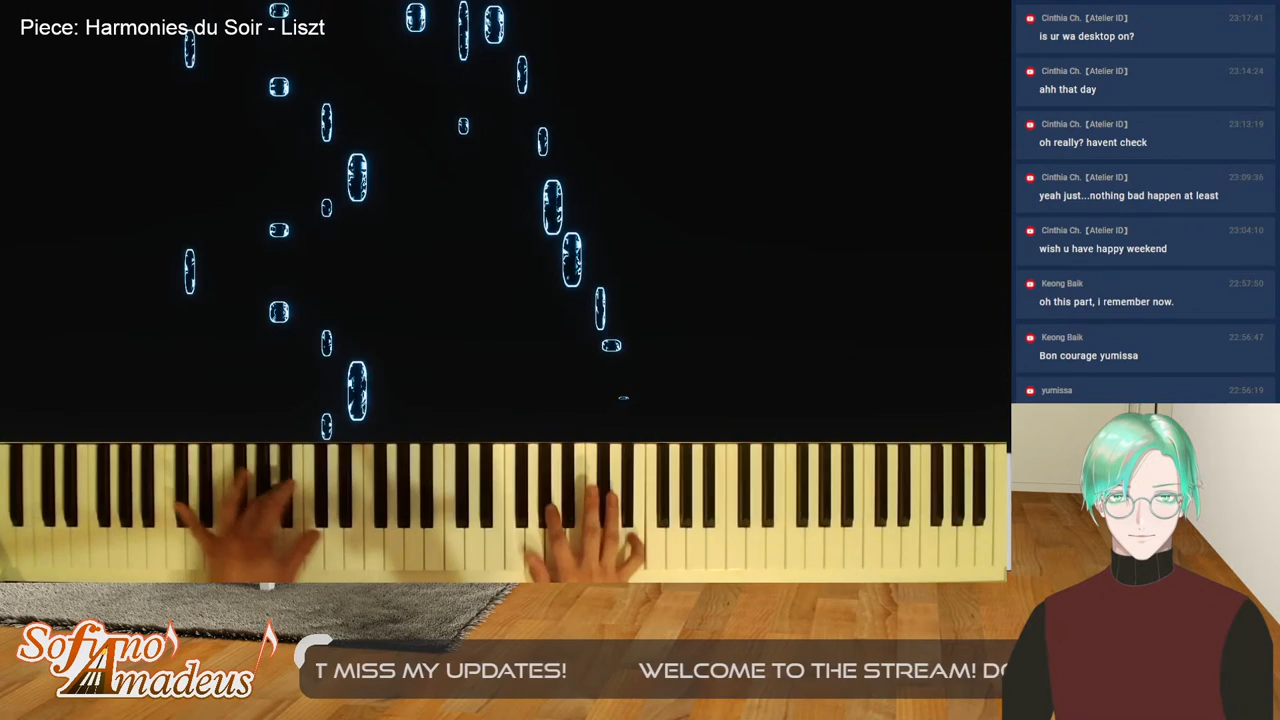 Piece: Harmonies du Soir - Liszt
Cinthia Ch.【Atelier ID】 23:17:41
is ur wa desktop on?
Cinthia Ch.【Atelier ID】 23:14:24
ahh that day
Cinthia Ch.【Atelier ID】 23:13:19
oh really? havent check
Cinthia Ch.【Atelier ID】 23:09:36
yeah just...nothing bad happen at least
Cinthia Ch.【Atelier ID】 23:04:10
wish u have happy weekend
Keong Baik 22:57:50
oh this part, i remember now.
Keong Baik 22:56:47
Bon courage yumissa
yumissa 22:56:19
Sofiano
Amadeus
T MISS MY UPDATES! WELCOME TO THE STREAM! DO